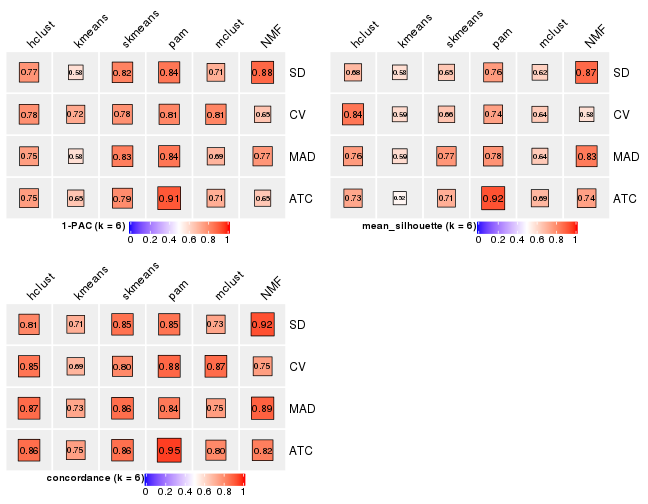 hclust kmeans skmeans pam mclust NMF
0.77 0.58 0.82 0.84 0.71 0.88 SD
0.78 0.72 0.78 0.81 0.81 0.65 CV
0.75 0.58 0.83 0.84 0.69 0.77 MAD
0.75 0.65 0.79 0.91 0.71 0.65 ATC
1-PAC (k = 6)
0 0.2 0.4 0.6 0.8 1
hclust kmeans skmeans pam mclust NMF
0.68 0.58 0.65 0.76 0.62 0.87 SD
0.84 0.59 0.66 0.74 0.64 0.58 CV
0.76 0.59 0.77 0.78 0.64 0.83 MAD
0.73 0.71 0.92 0.69 0.74 ATC
mean_silhouette (k = 6)
0 0.2 0.4 0.6 0.8 1
hclust kmeans skmeans pam mclust NMF
0.81 0.71 0.85 0.85 0.73 0.92 SD
0.85 0.69 0.80 0.88 0.87 0.75 CV
0.87 0.73 0.86 0.84 0.75 0.89 MAD
0.86 0.75 0.86 0.95 0.80 0.82 ATC
concordance (k = 6)
0 0.2 0.4 0.6 0.8 1